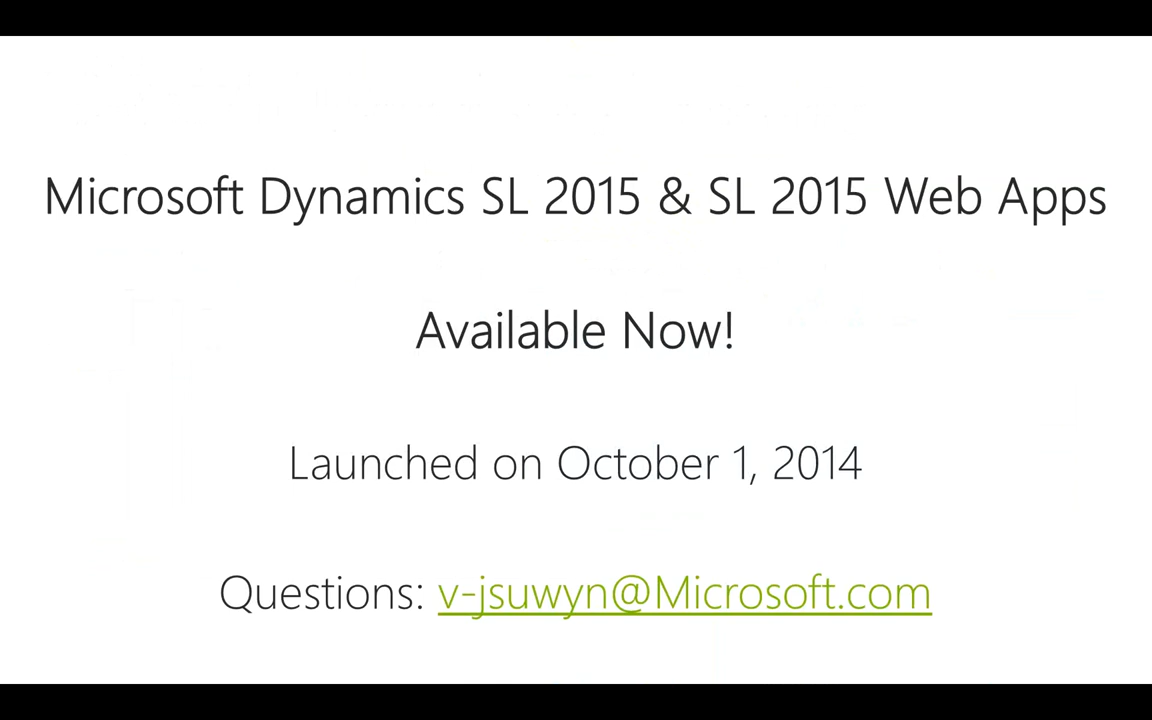 Microsoft Dynamics SL 2015 & SL 2015 Web Apps
Available Now!
Launched on October 1, 2014
Questions: v-jsuwyn@Microsoft.com